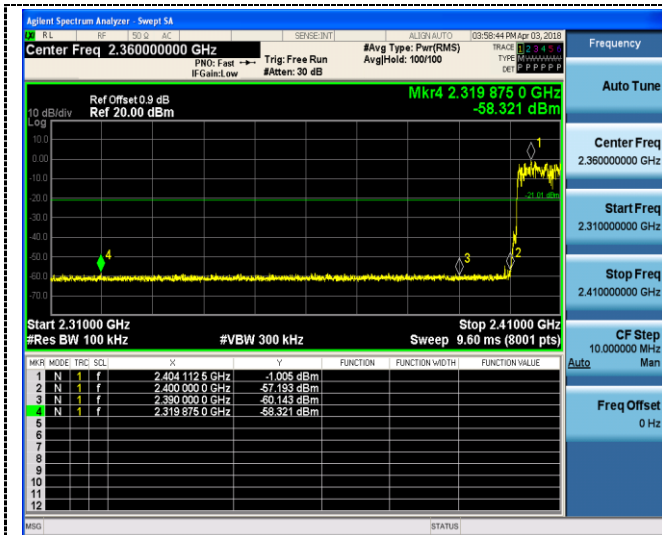 Agilent Spectrum Analyzer - Swept SA
RL RF 50 Ω AC SENSE:INT ALIGN AUTO 03:58:44 PM Apr 03, 2018
Center Freq 2.360000000 GHz
PNO: Fast
IFGain:Low
Trig: Free Run
#Atten: 30 dB
#Avg Type: Pwr(RMS)
Avg|Hold: 100/100
TRACE 1 2 3 4 5 6
TYPE M
DET P P P P P P
Ref Offset 0.9 dB
10 dB/div Ref 20.00 dBm
Log
Mkr4 2.319 875 0 GHz
-58.321 dBm
10.0
0.00
-10.0
-20.0
-30.0
-40.0
-50.0
-60.0
-70.0
1
-21.01 dBm
4
3
2
Start 2.31000 GHz Stop 2.41000 GHz
#Res BW 100 kHz #VBW 300 kHz Sweep 9.60 ms (8001 pts)
MKR MODE TRC SCL X Y FUNCTION FUNCTION WIDTH FUNCTION VALUE
1 N 1 f 2.404 112 5 GHz -1.005 dBm
2 N 1 f 2.400 000 0 GHz -57.193 dBm
3 N 1 f 2.390 000 0 GHz -60.143 dBm
4 N 1 f 2.319 875 0 GHz -58.321 dBm
5
6
7
8
9
10
11
12
MSG STATUS
Frequency
Auto Tune
Center Freq
2.360000000 GHz
Start Freq
2.310000000 GHz
Stop Freq
2.410000000 GHz
CF Step
10.000000 MHz
Auto Man
Freq Offset
0 Hz